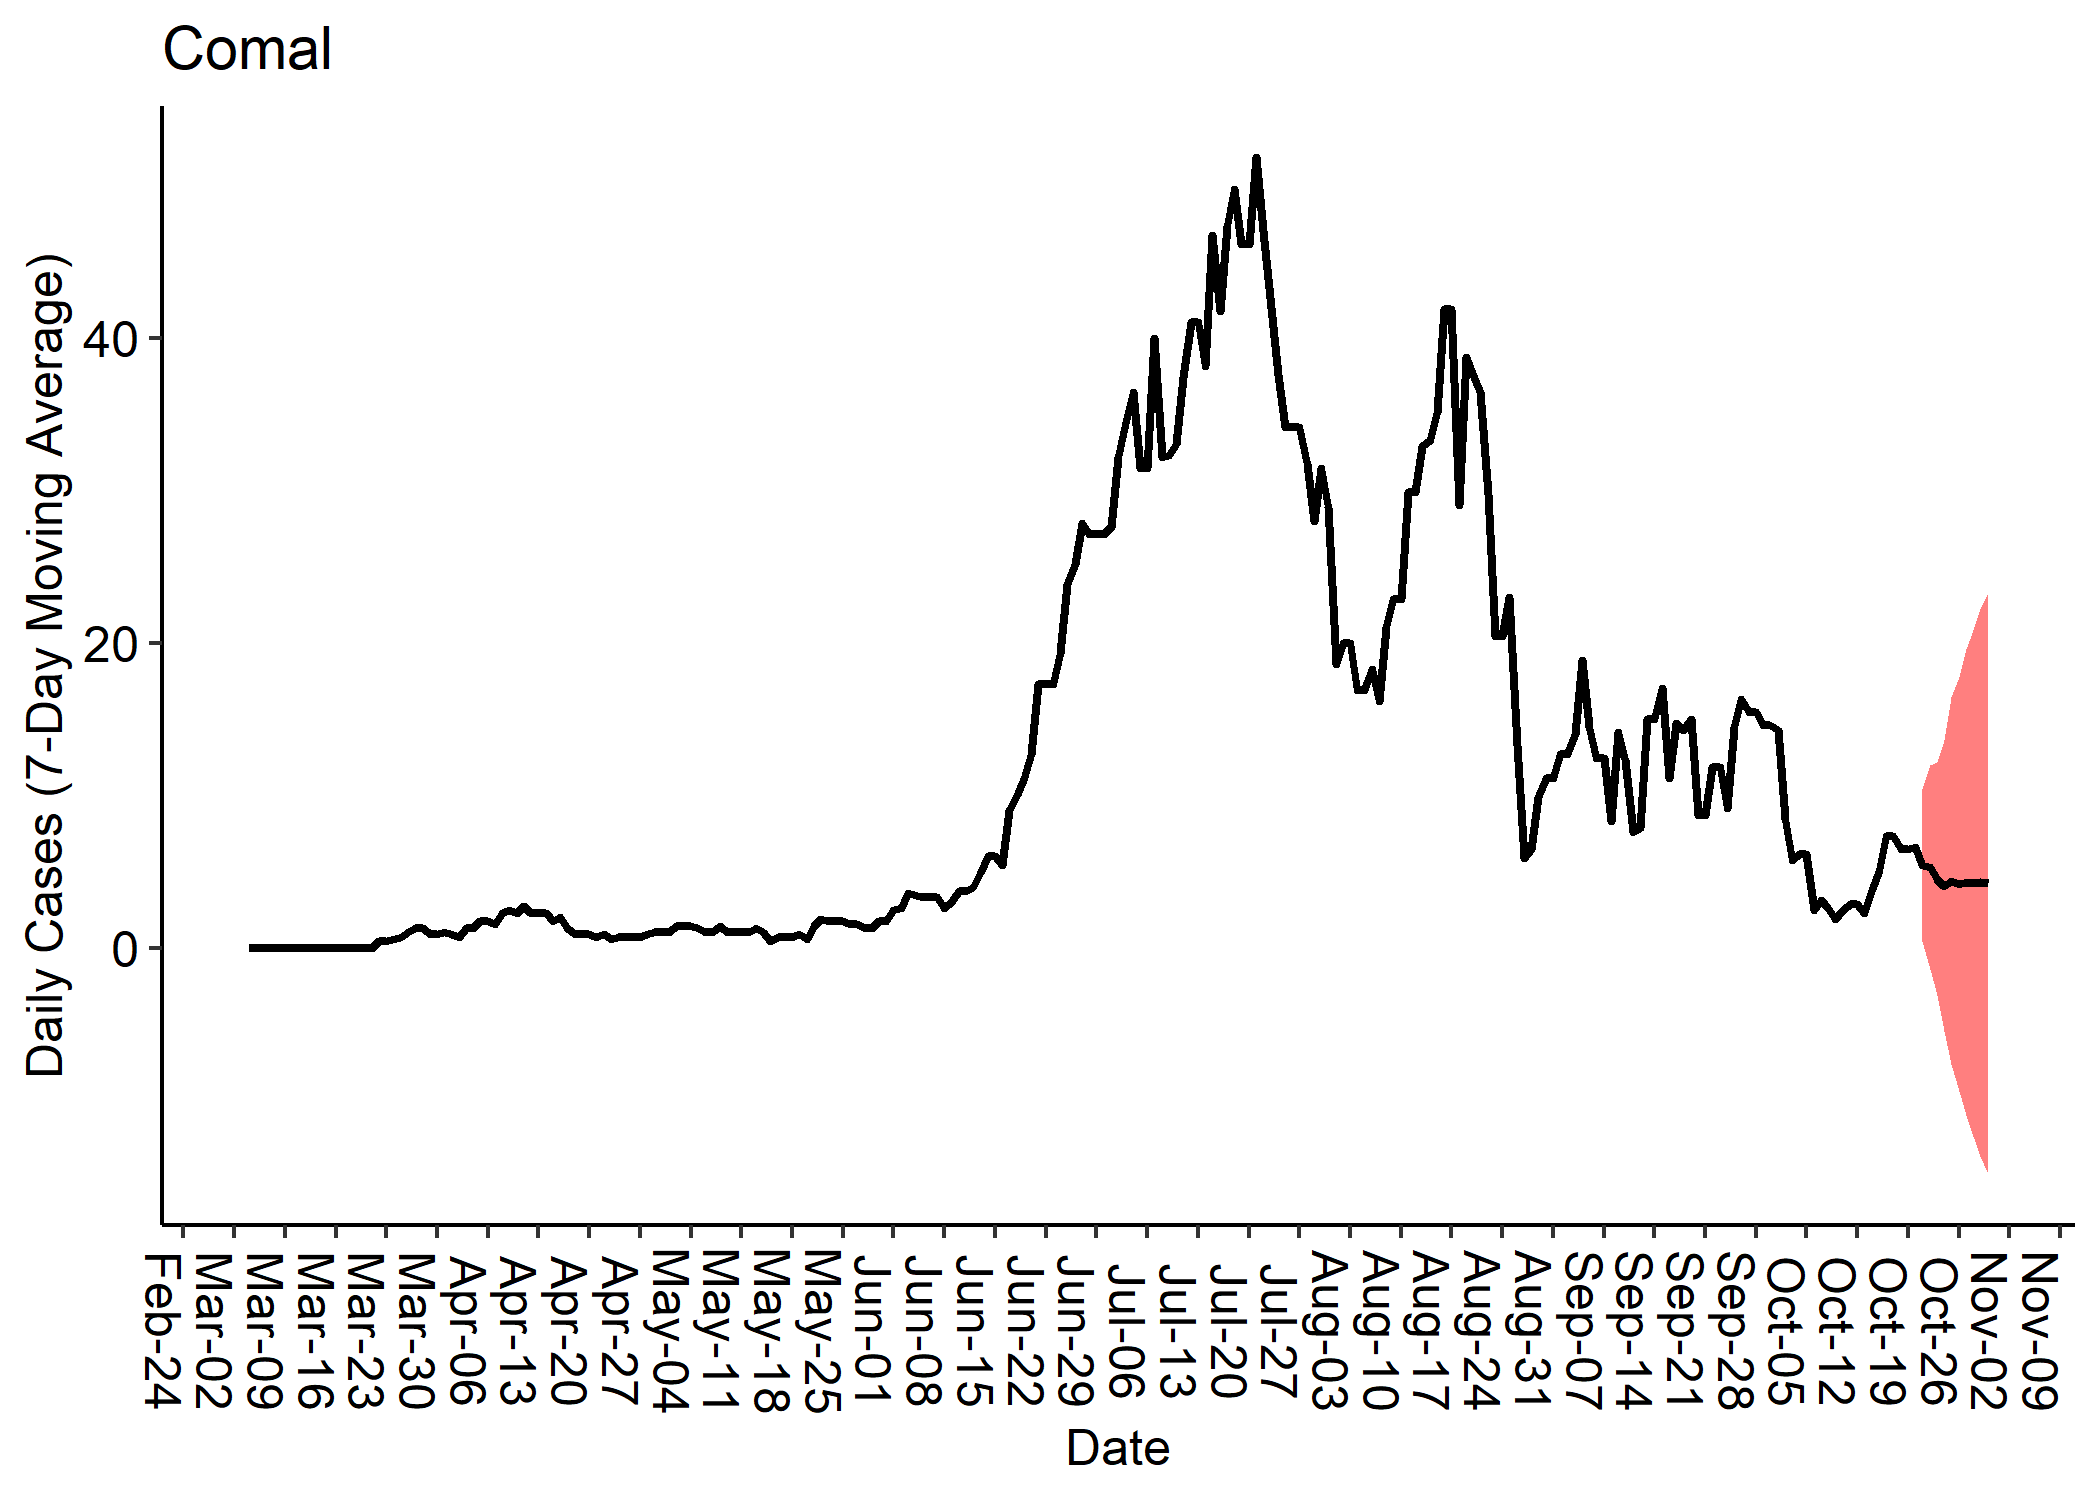 Comal
Daily Cases (7-Day Moving Average)
40
20
0
Feb-24
Mar-02
Mar-09
Mar-16
Mar-23
Mar-30
Apr-06
Apr-13
Apr-20
Apr-27
May-04
May-11
May-18
May-25
Jun-01
Jun-08
Jun-15
Jun-22
Jun-29
Jul-06
Jul-13
Jul-20
Jul-27
Aug-03
Aug-10
Aug-17
Aug-24
Aug-31
Sep-07
Sep-14
Sep-21
Sep-28
Oct-05
Oct-12
Oct-19
Oct-26
Nov-02
Nov-09
Date